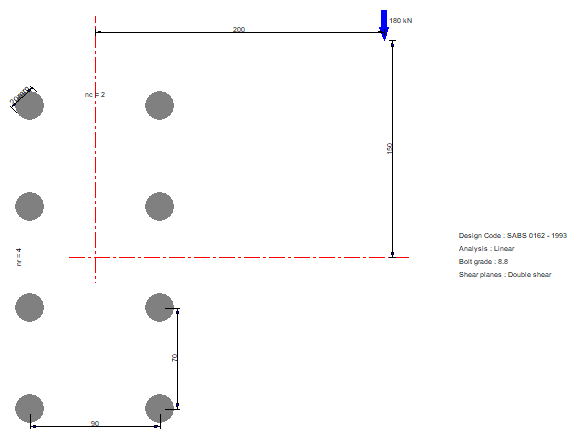 180 kN
200
20mm
nc = 2
150
Design Code : SABS 0162 - 1993
Analysis : Linear
nr = 4
Bolt grade : 8.8
Shear planes : Double shear
70
90